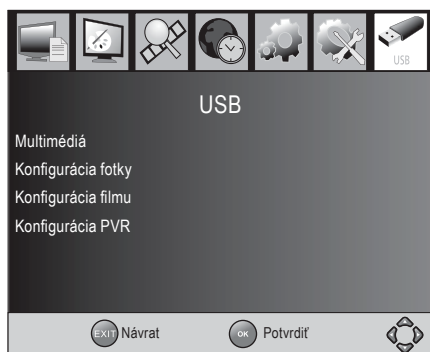 USB
USB
Multimédiá
Konfigurácia fotky
Konfigurácia filmu
Konfigurácia PVR
EXIT Návrat OK Potvrdiť